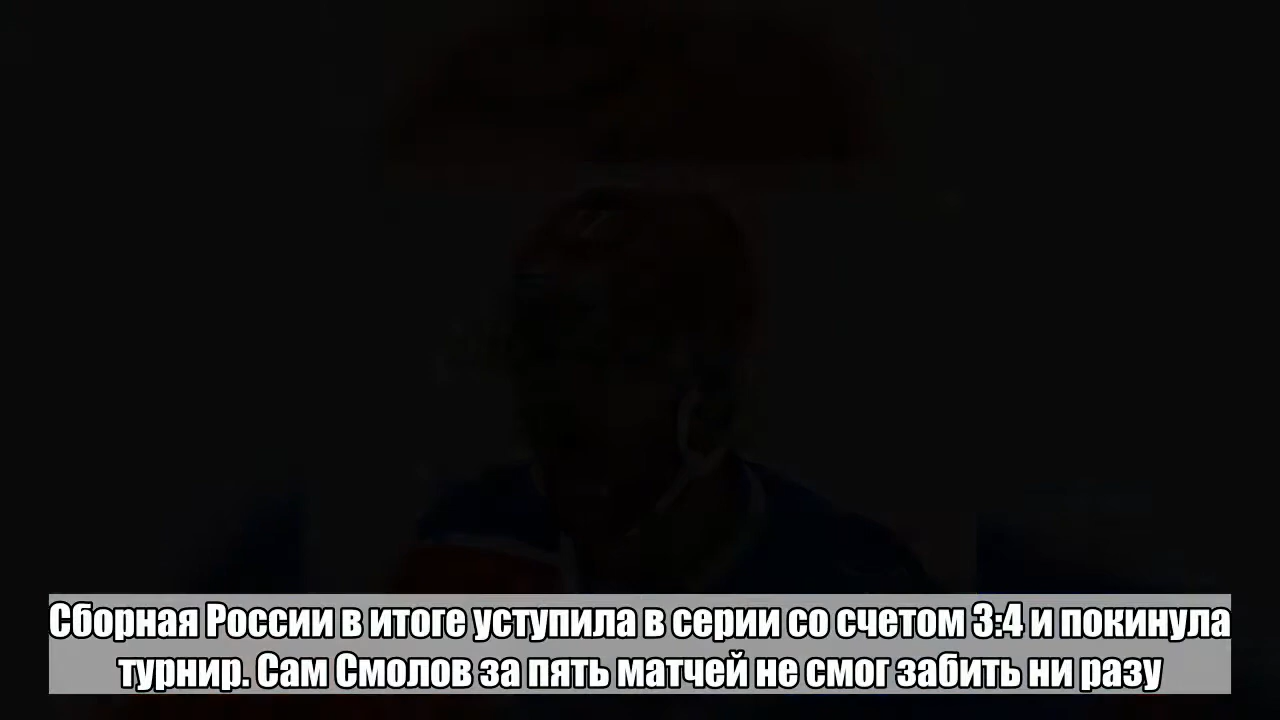 Сборная России в итоге уступила в серии со счетом 3:4 и покинула
турнир. Сам Смолов за пять матчей не смог забить ни разу